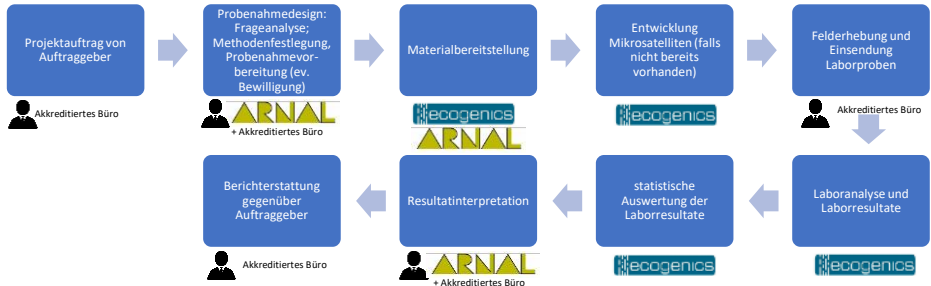 Projektauftrag von
Auftraggeber
Akkreditiertes Büro
Probenahmedesign:
Frageanalyse;
Methodenfestlegung,
Probenahmevor-
bereitung (ev.
Bewilligung)
ARNAL
+ Akkreditiertes Büro
Materialbereitstellung
ecogenics
ARNAL
Entwicklung
Mikrosatelliten (falls
nicht bereits
vorhanden)
ecogenics
Felderhebung und
Einsendung
Laborproben
Akkreditiertes Büro
Laboranalyse und
Laborresultate
ecogenics
statistische
Auswertung der
Laborresultate
ecogenics
Resultatinterpretation
ARNAL
+ Akkreditiertes Büro
Berichterstattung
gegenüber
Auftraggeber
Akkreditiertes Büro